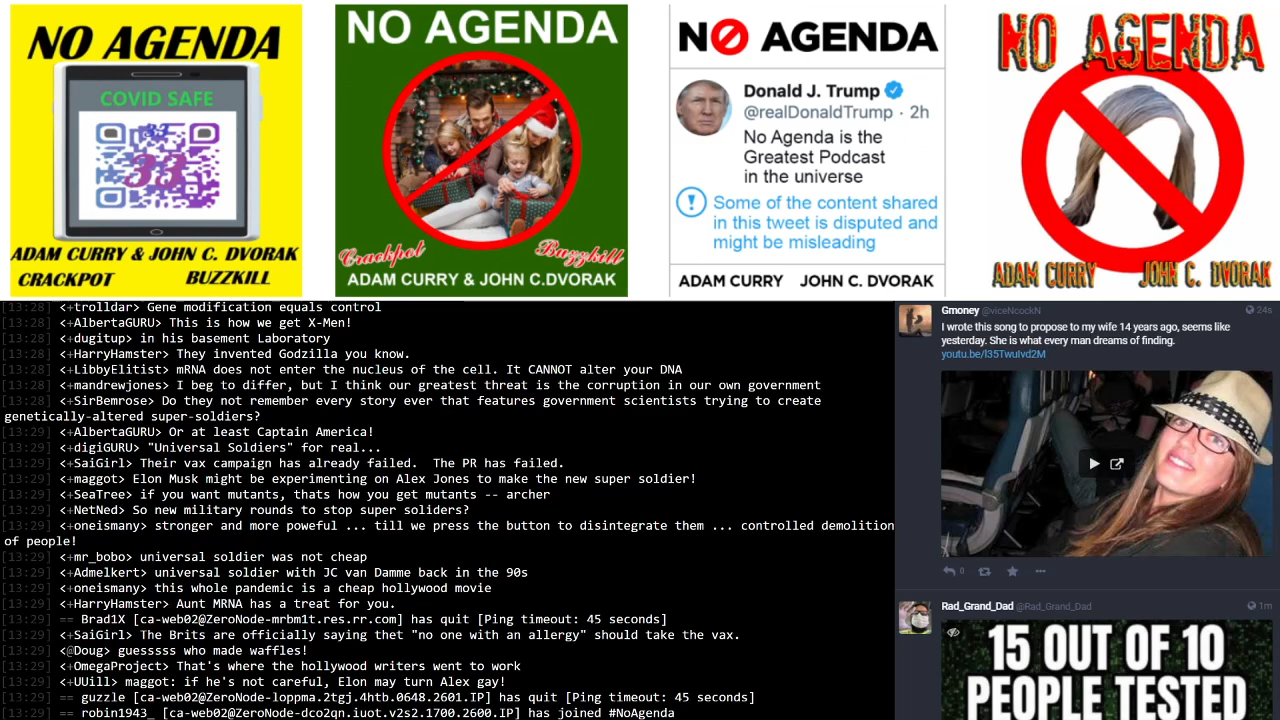 NO AGENDA
COVID SAFE
33
ADAM CURRY & JOHN C. DVORAK
CRACKPOT BUZZKILL
NO AGENDA
Crackpot Buzzkill
ADAM CURRY & JOHN C.DVORAK
NO AGENDA
Donald J. Trump
@realDonaldTrump · 2h
No Agenda is the
Greatest Podcast
in the universe
Some of the content shared
in this tweet is disputed and
might be misleading
ADAM CURRY JOHN C. DVORAK
NO AGENDA
ADAM CURRY JOHN C. DVORAK
[13:28] <+trolldar> Gene modification equals control
[13:28] <+AlbertaGURU> This is how we get X-Men!
[13:28] <+dugitup> in his basement Laboratory
[13:28] <+HarryHamster> They invented Godzilla you know.
[13:28] <+LibbyElitist> mRNA does not enter the nucleus of the cell. It CANNOT alter your DNA
[13:28] <+mandrewjones> I beg to differ, but I think our greatest threat is the corruption in our own government
[13:28] <+SirBemrose> Do they not remember every story ever that features government scientists trying to create
genetically-altered super-soldiers?
[13:29] <+AlbertaGURU> Or at least Captain America!
[13:29] <+digiGURU> "Universal Soldiers" for real...
[13:29] <+SaiGirl> Their vax campaign has already failed.  The PR has failed.
[13:29] <+maggot> Elon Musk might be experimenting on Alex Jones to make the new super soldier!
[13:29] <+SeaTree> if you want mutants, thats how you get mutants -- archer
[13:29] <+NetNed> So new military rounds to stop super soliders?
[13:29] <+oneismany> stronger and more poweful ... till we press the button to disintegrate them ... controlled demolition
of people!
[13:29] <+mr_bobo> universal soldier was not cheap
[13:29] <+Admelkert> universal soldier with JC van Damme back in the 90s
[13:29] <+oneismany> this whole pandemic is a cheap hollywood movie
[13:29] <+HarryHamster> Aunt MRNA has a treat for you.
[13:29] == Brad1X [ca-web02@ZeroNode-mrbm1t.res.rr.com] has quit [Ping timeout: 45 seconds]
[13:29] <+SaiGirl> The Brits are officially saying thet "no one with an allergy" should take the vax.
[13:29] <@Doug> guesssss who made waffles!
[13:29] <+OmegaProject> That's where the hollywood writers went to work
[13:29] <+UUill> maggot: if he's not careful, Elon may turn Alex gay!
[13:29] == guzzle [ca-web02@ZeroNode-loppma.2tgj.4htb.0648.2601.IP] has quit [Ping timeout: 45 seconds]
[13:29] == robin1943_ [ca-web02@ZeroNode-dco2qn.iuot.v2s2.1700.2600.IP] has joined #NoAgenda
Gmoney @viceNcockN 24s
I wrote this song to propose to my wife 14 years ago, seems like
yesterday. She is what every man dreams of finding.
youtu.be/l35TwuIvd2M
0
Rad_Grand_Dad @Rad_Grand_Dad 1m
15 OUT OF 10
PEOPLE TESTED